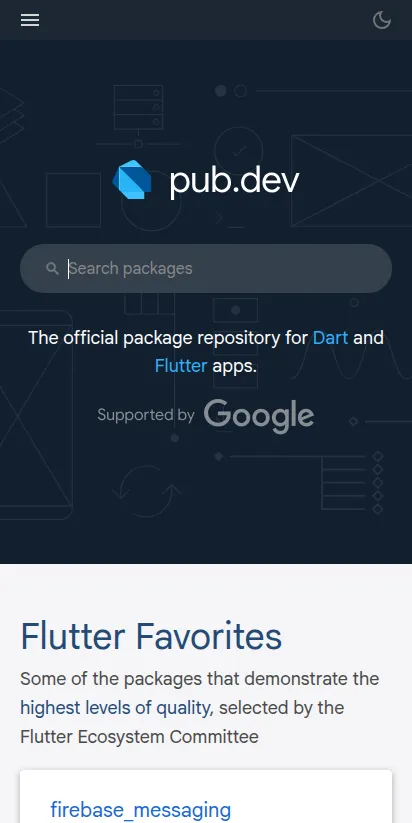 pub.dev
Search packages
The official package repository for Dart and
Flutter apps.
Supported by Google
Flutter Favorites
Some of the packages that demonstrate the
highest levels of quality, selected by the
Flutter Ecosystem Committee
firebase_messaging